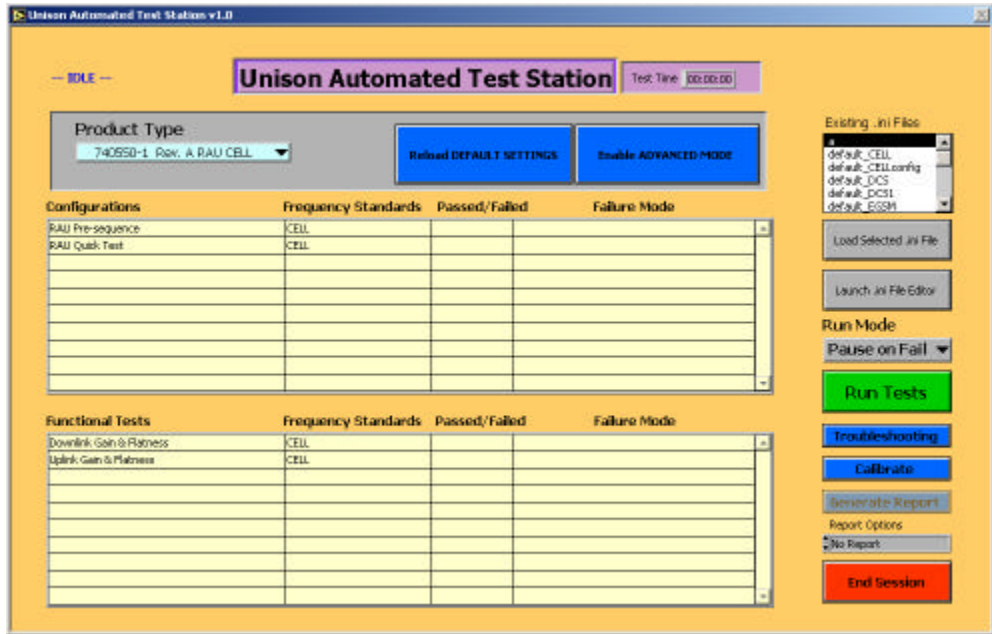 Unison Automated Test Station v1.0
-- IDLE --
Unison Automated Test Station
Test Time 00:00:00
Product Type
740550-1 Rev. A RAU CELL
Reload DEFAULT SETTINGS
Enable ADVANCED MODE
Existing .ini Files
a
default_CELL
default_CELLconfig
default_DCS
default_DCS1
default_EGSM
Load Selected .ini File
Launch .ini File Editor
Run Mode
Pause on Fail
Run Tests
Troubleshooting
Calibrate
Generate Report
Report Options
No Report
End Session
Configurations Frequency Standards Passed/Failed Failure Mode
RAU Pre-sequence CELL
RAU Quick Test CELL
Functional Tests Frequency Standards Passed/Failed Failure Mode
Downlink Gain & Flatness CELL
Uplink Gain & Flatness CELL